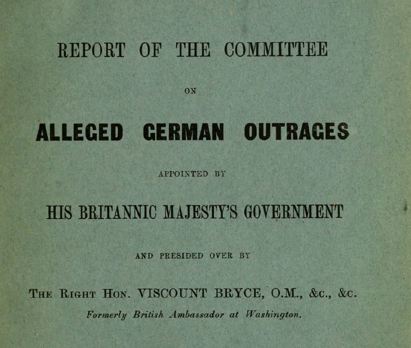 REPORT OF THE COMMITTEE
ON
ALLEGED GERMAN OUTRAGES
APPOINTED BY
HIS BRITANNIC MAJESTY'S GOVERNMENT
AND PRESIDED OVER BY
THE RIGHT HON. VISCOUNT BRYCE, O.M., &c., &c.
Formerly British Ambassador at Washington.